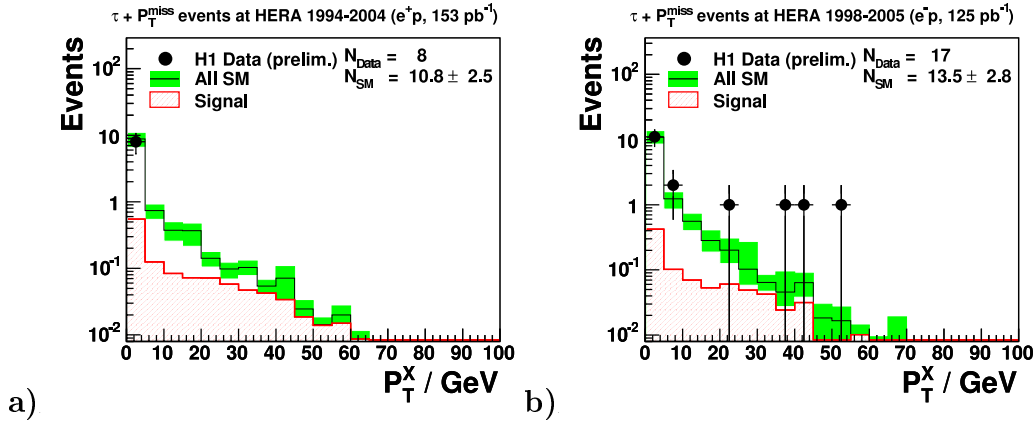 τ + P_T^miss events at HERA 1994-2004 (e⁺p, 153 pb⁻¹)
Events
10²
10
1
10⁻¹
10⁻²
H1 Data (prelim.)
All SM
Signal
N_Data = 8
N_SM = 10.8 ± 2.5
0 10 20 30 40 50 60 70 80 90 100
P_T^X / GeV
a)
τ + P_T^miss events at HERA 1998-2005 (e⁻p, 125 pb⁻¹)
Events
10²
10
1
10⁻¹
10⁻²
H1 Data (prelim.)
All SM
Signal
N_Data = 17
N_SM = 13.5 ± 2.8
0 10 20 30 40 50 60 70 80 90 100
P_T^X / GeV
b)